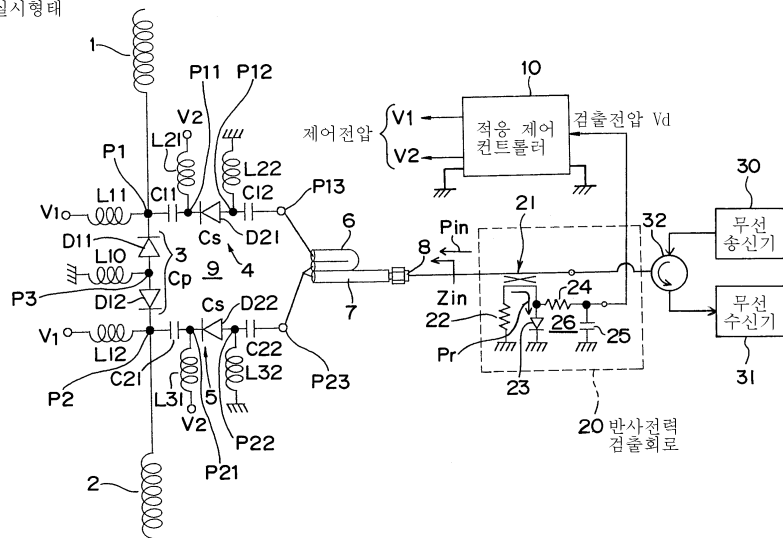 실시형태
1
P11
P12
V2
L21
L22
P1
L11
C11
C12
P13
V1
D11
3
Cs
D21
L10
Cp
9
4
P3
D12
Cs
D22
V1
L12
C21
5
C22
P2
L31
L32
V2
P22
P21
P23
2
6
7
8
Pin
Zin
10
제어전압
V1
V2
적응 제어
컨트롤러
검출전압 Vd
21
22
Pr
23
24
26
25
20 반사전력
검출회로
32
30
무선
송신기
무선
수신기
31